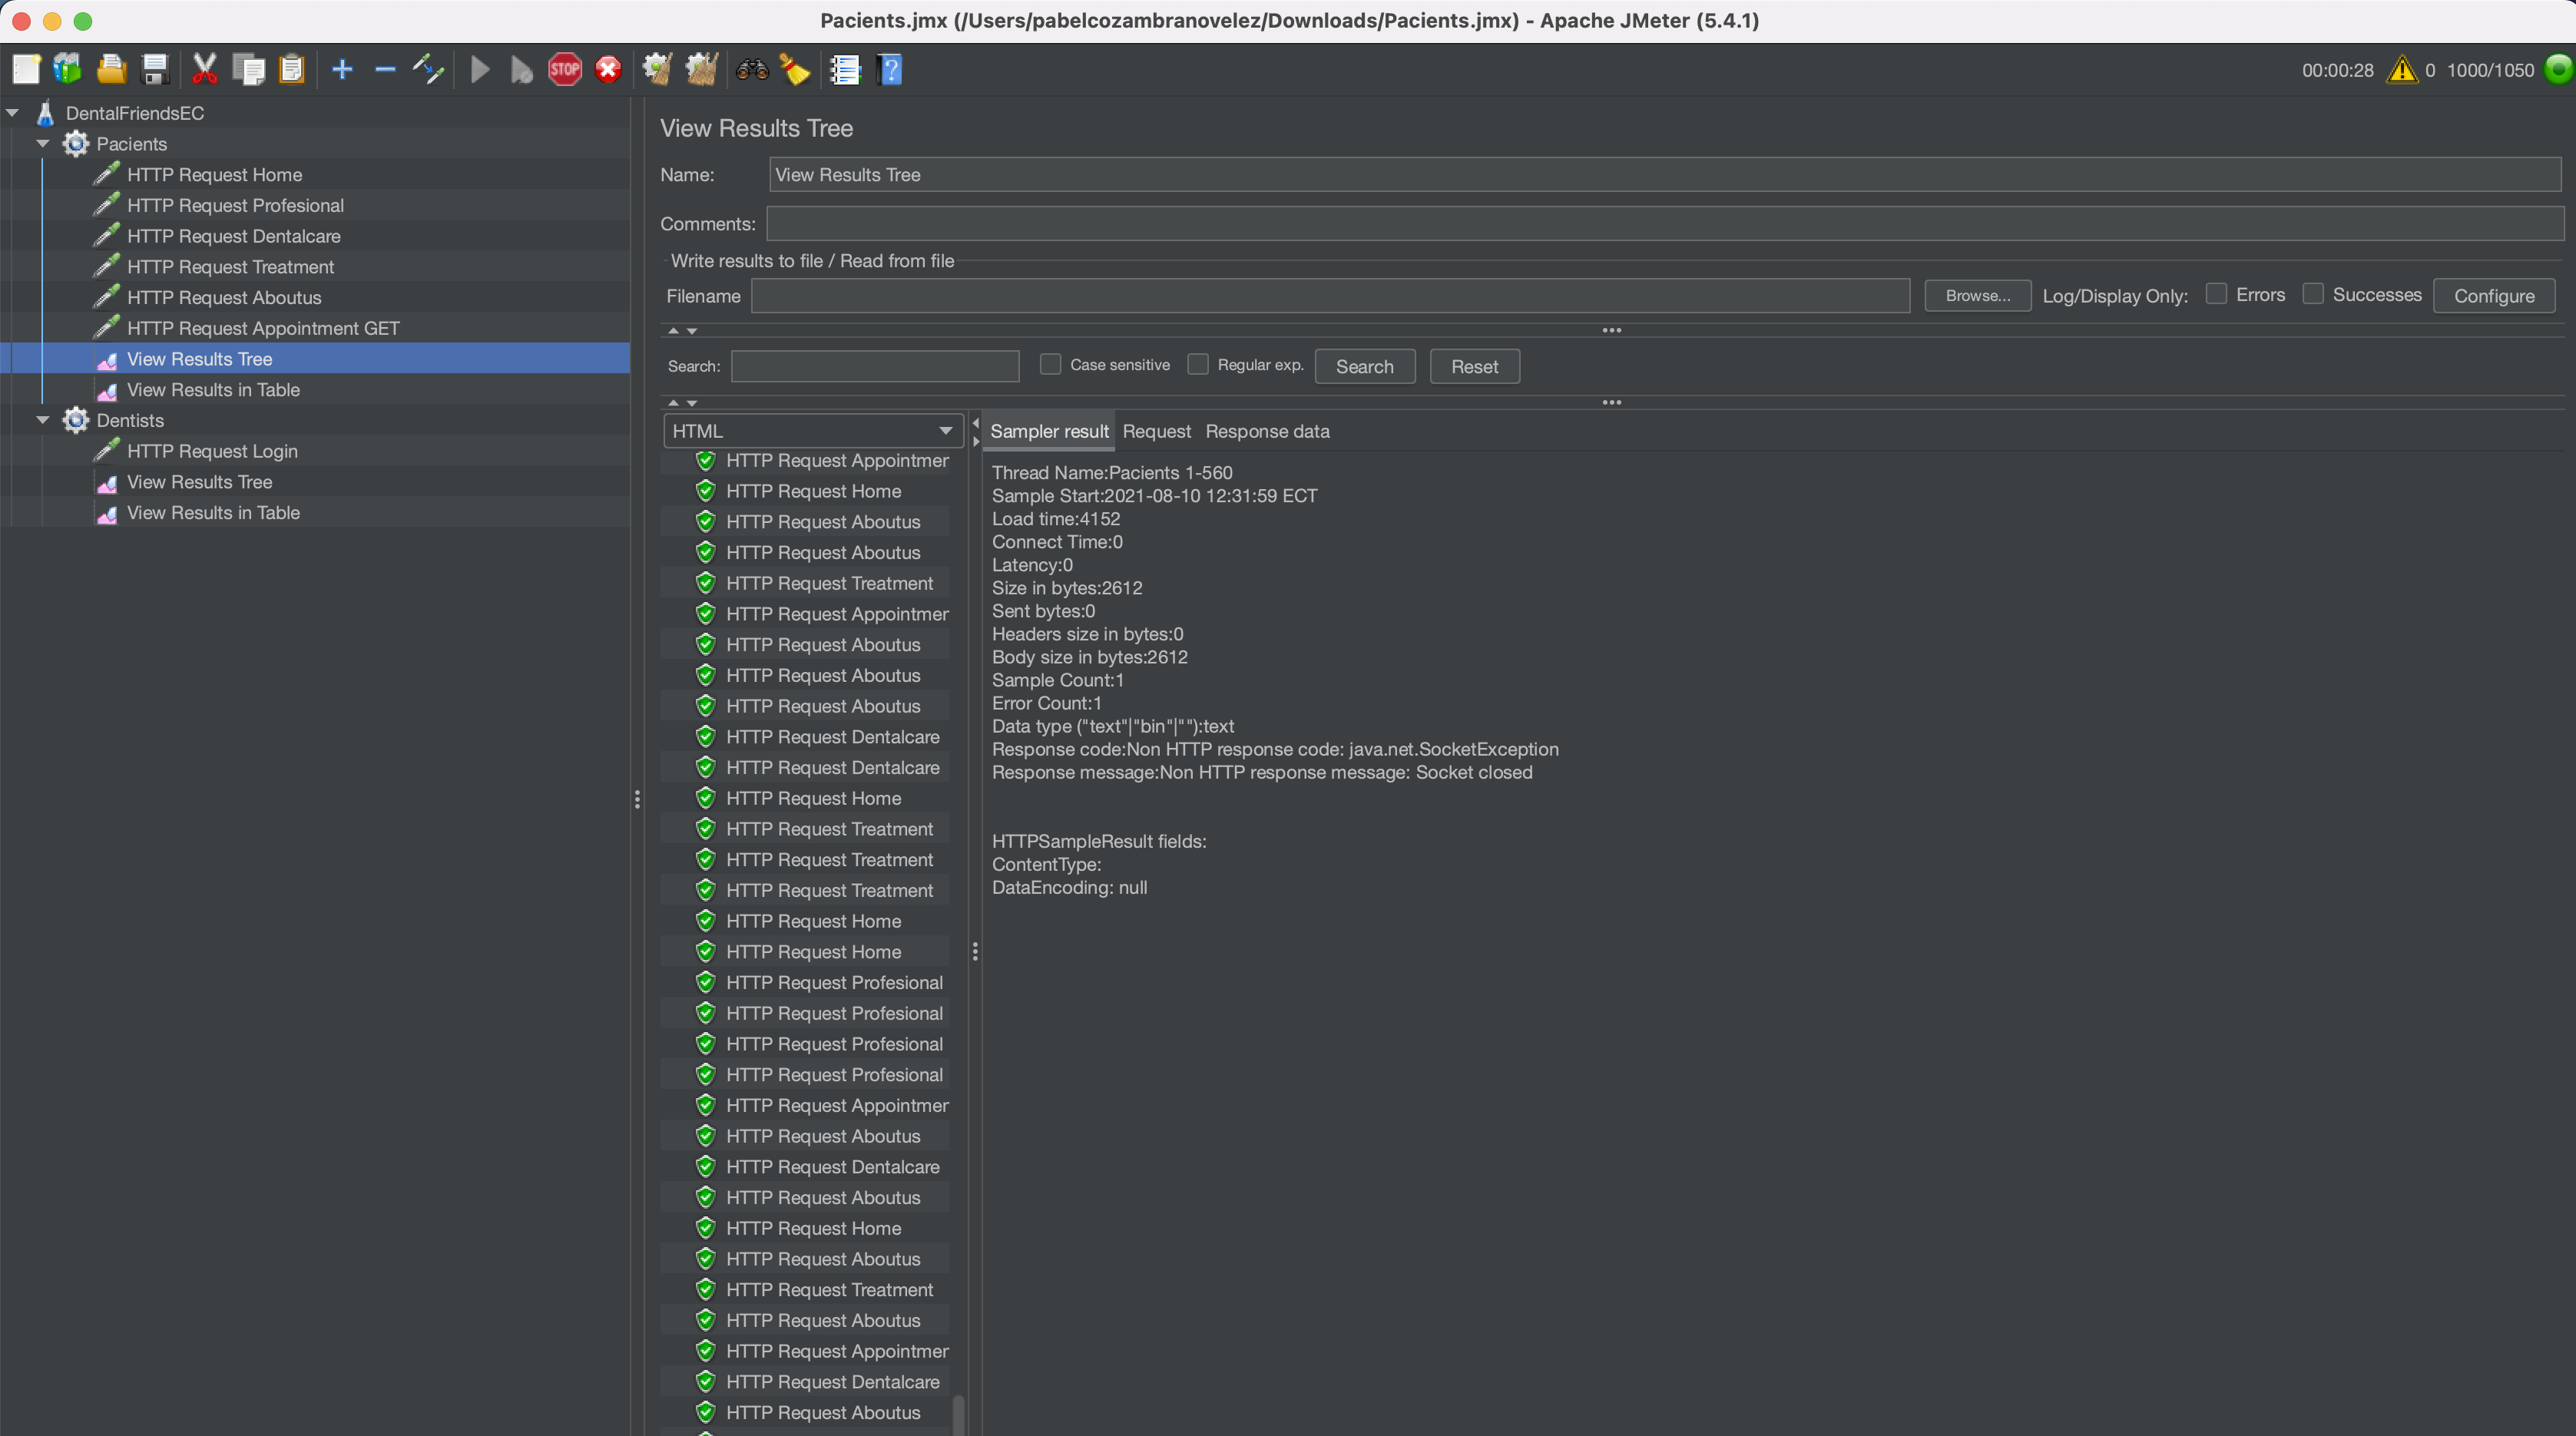 Pacients.jmx (/Users/pabelcozambranovelez/Downloads/Pacients.jmx) - Apache JMeter (5.4.1)
STOP
?
00:00:28
0
1000/1050
DentalFriendsEC
Pacients
HTTP Request Home
HTTP Request Profesional
HTTP Request Dentalcare
HTTP Request Treatment
HTTP Request Aboutus
HTTP Request Appointment GET
View Results Tree
View Results in Table
Dentists
HTTP Request Login
View Results Tree
View Results in Table
View Results Tree
Name: View Results Tree
Comments:
Write results to file / Read from file
Filename Browse... Log/Display Only: Errors Successes Configure
Search: Case sensitive Regular exp. Search Reset
HTML
HTTP Request Appointmer
HTTP Request Home
HTTP Request Aboutus
HTTP Request Aboutus
HTTP Request Treatment
HTTP Request Appointmer
HTTP Request Aboutus
HTTP Request Aboutus
HTTP Request Aboutus
HTTP Request Dentalcare
HTTP Request Dentalcare
HTTP Request Home
HTTP Request Treatment
HTTP Request Treatment
HTTP Request Treatment
HTTP Request Home
HTTP Request Home
HTTP Request Profesional
HTTP Request Profesional
HTTP Request Profesional
HTTP Request Profesional
HTTP Request Appointmer
HTTP Request Aboutus
HTTP Request Dentalcare
HTTP Request Aboutus
HTTP Request Home
HTTP Request Aboutus
HTTP Request Treatment
HTTP Request Aboutus
HTTP Request Appointmer
HTTP Request Dentalcare
HTTP Request Aboutus
Sampler result Request Response data
Thread Name:Pacients 1-560
Sample Start:2021-08-10 12:31:59 ECT
Load time:4152
Connect Time:0
Latency:0
Size in bytes:2612
Sent bytes:0
Headers size in bytes:0
Body size in bytes:2612
Sample Count:1
Error Count:1
Data type ("text"|"bin"|""):text
Response code:Non HTTP response code: java.net.SocketException
Response message:Non HTTP response message: Socket closed
HTTPSampleResult fields:
ContentType:
DataEncoding: null